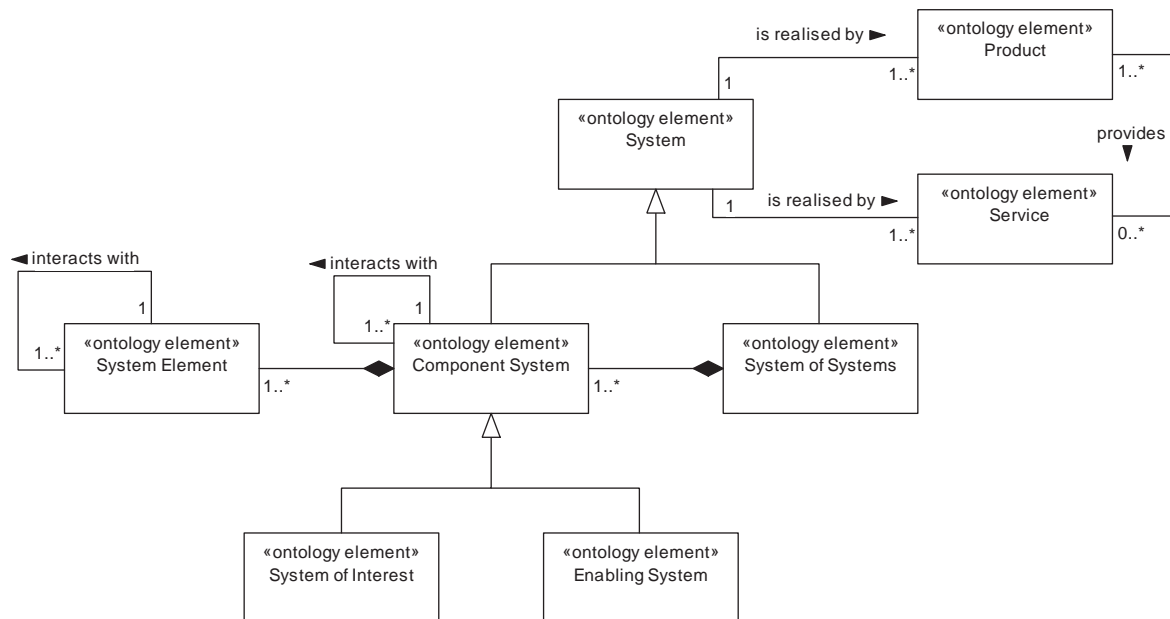 «ontology element»
Product
is realised by ►
1..*
1..*
1
«ontology element»
System
provides
▼
«ontology element»
Service
is realised by ►
1
1..*
0..*
◄ interacts with
1
1..*
«ontology element»
System Element
1..*
◄ interacts with
1
1..*
«ontology element»
Component System
1..*
«ontology element»
System of Systems
«ontology element»
System of Interest
«ontology element»
Enabling System